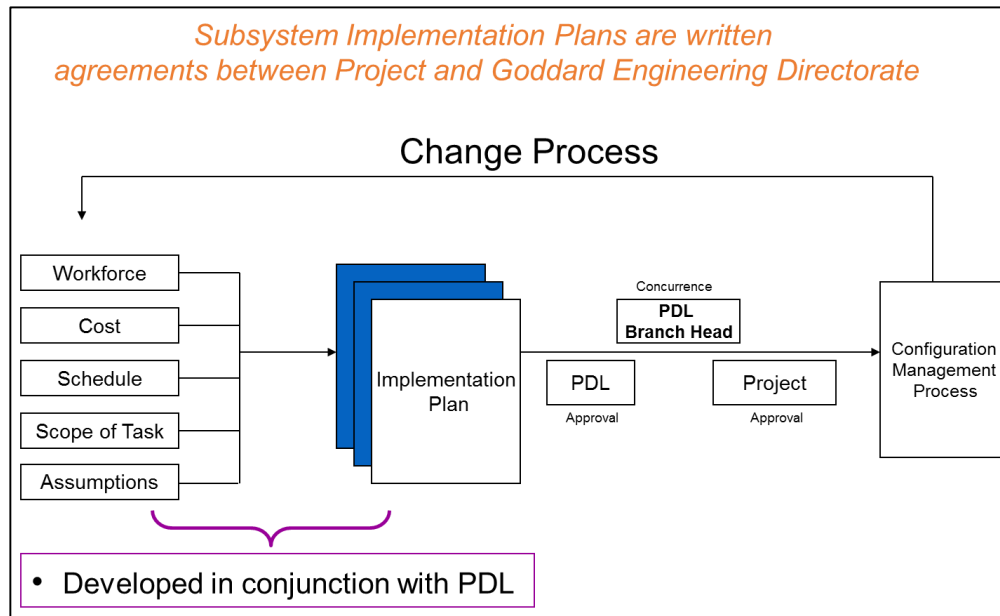 Subsystem Implementation Plans are written
agreements between Project and Goddard Engineering Directorate
Change Process
Workforce
Cost
Schedule
Scope of Task
Assumptions
Implementation
Plan
Concurrence
PDL
Branch Head
PDL
Approval
Project
Approval
Configuration
Management
Process
• Developed in conjunction with PDL